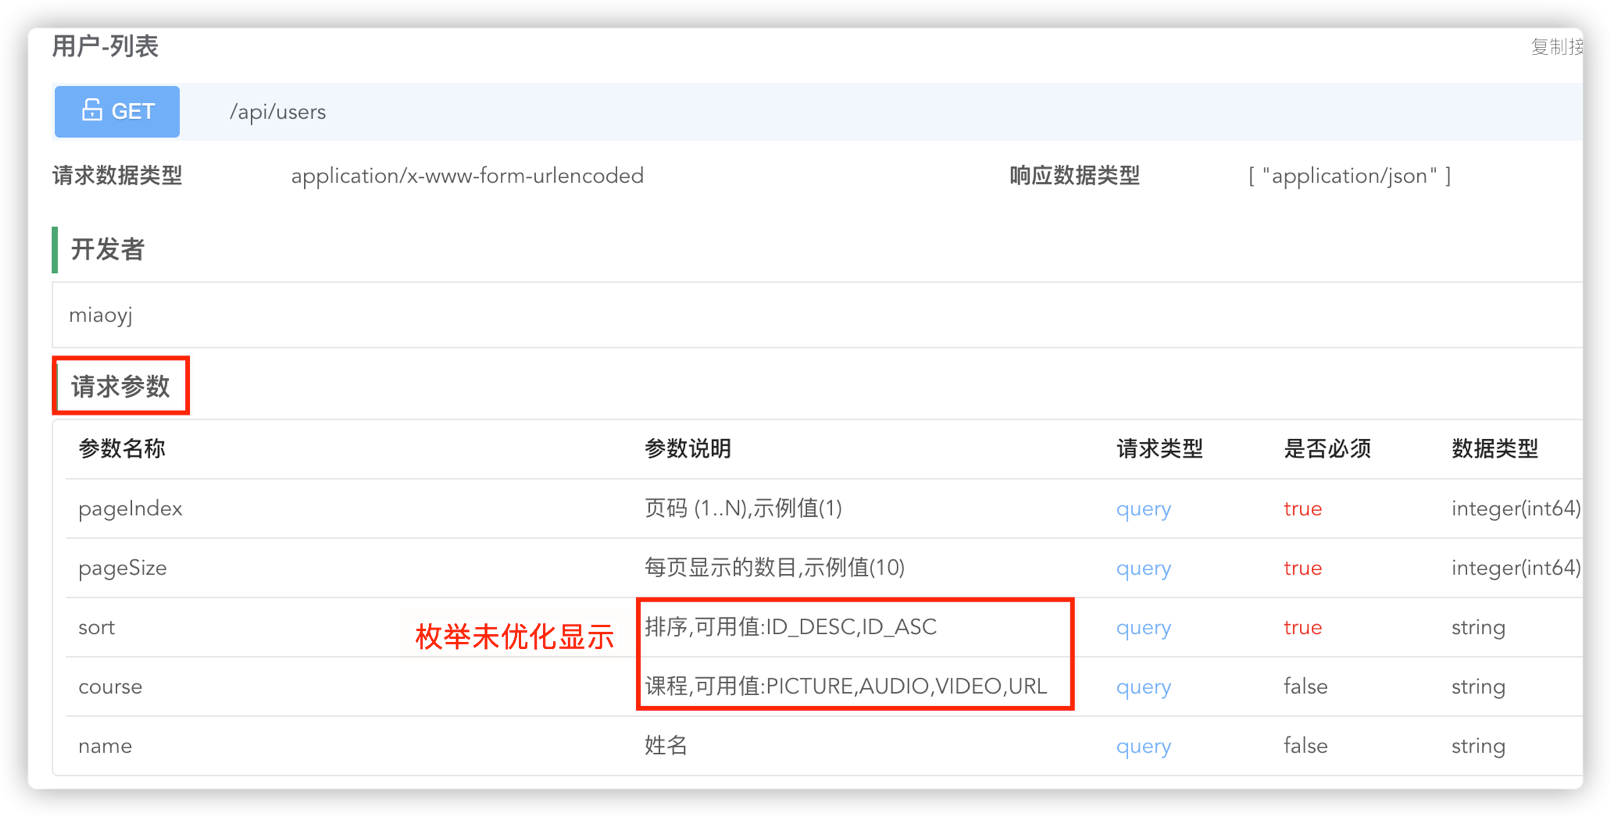 用户-列表
复制接
GET /api/users
请求数据类型 application/x-www-form-urlencoded 响应数据类型 [ "application/json" ]
开发者
miaoyj
请求参数
参数名称 参数说明 请求类型 是否必须 数据类型
pageIndex 页码 (1..N),示例值(1) query true integer(int64)
pageSize 每页显示的数目,示例值(10) query true integer(int64)
sort 排序,可用值:ID_DESC,ID_ASC query true string
枚举未优化显示
course 课程,可用值:PICTURE,AUDIO,VIDEO,URL query false string
name 姓名 query false string